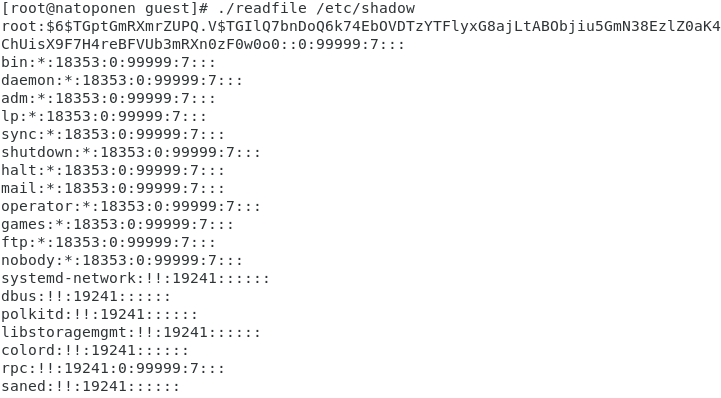 [root@natoponen guest]# ./readfile /etc/shadow
root:$6$TGptGmRXmrZUPQ.V$TGIlQ7bnDoQ6k74EbOVDTzYTFlyxG8ajLtABObjiu5GmN38EzlZ0aK4
ChUisX9F7H4reBFVUb3mRXn0zF0w0o0::0:99999:7:::
bin:*:18353:0:99999:7:::
daemon:*:18353:0:99999:7:::
adm:*:18353:0:99999:7:::
lp:*:18353:0:99999:7:::
sync:*:18353:0:99999:7:::
shutdown:*:18353:0:99999:7:::
halt:*:18353:0:99999:7:::
mail:*:18353:0:99999:7:::
operator:*:18353:0:99999:7:::
games:*:18353:0:99999:7:::
ftp:*:18353:0:99999:7:::
nobody:*:18353:0:99999:7:::
systemd-network:!!:19241::::::
dbus:!!:19241::::::
polkitd:!!:19241::::::
libstoragemgmt:!!:19241::::::
colord:!!:19241::::::
rpc:!!:19241:0:99999:7:::
saned:!!:19241::::::